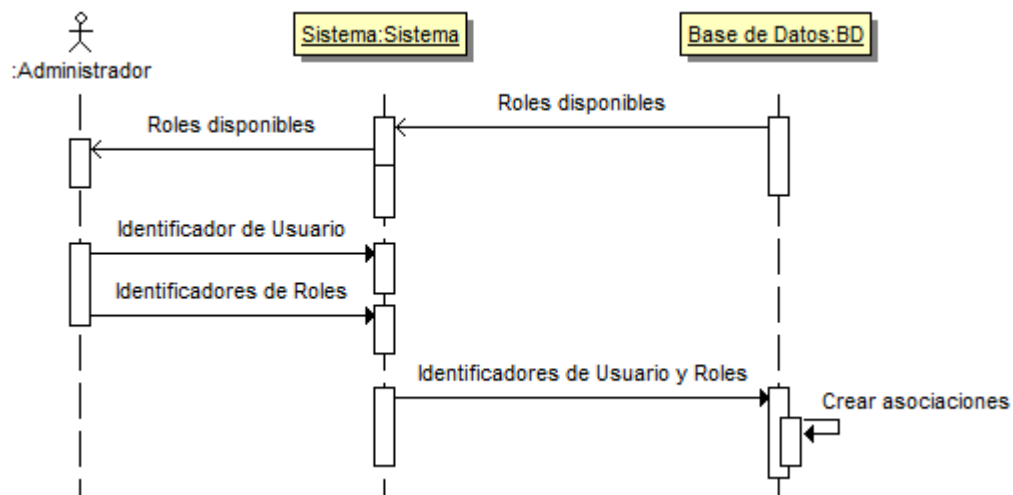 Sistema:Sistema
Base de Datos:BD
:Administrador
Roles disponibles
Roles disponibles
Identificador de Usuario
Identificadores de Roles
Identificadores de Usuario y Roles
Crear asociaciones